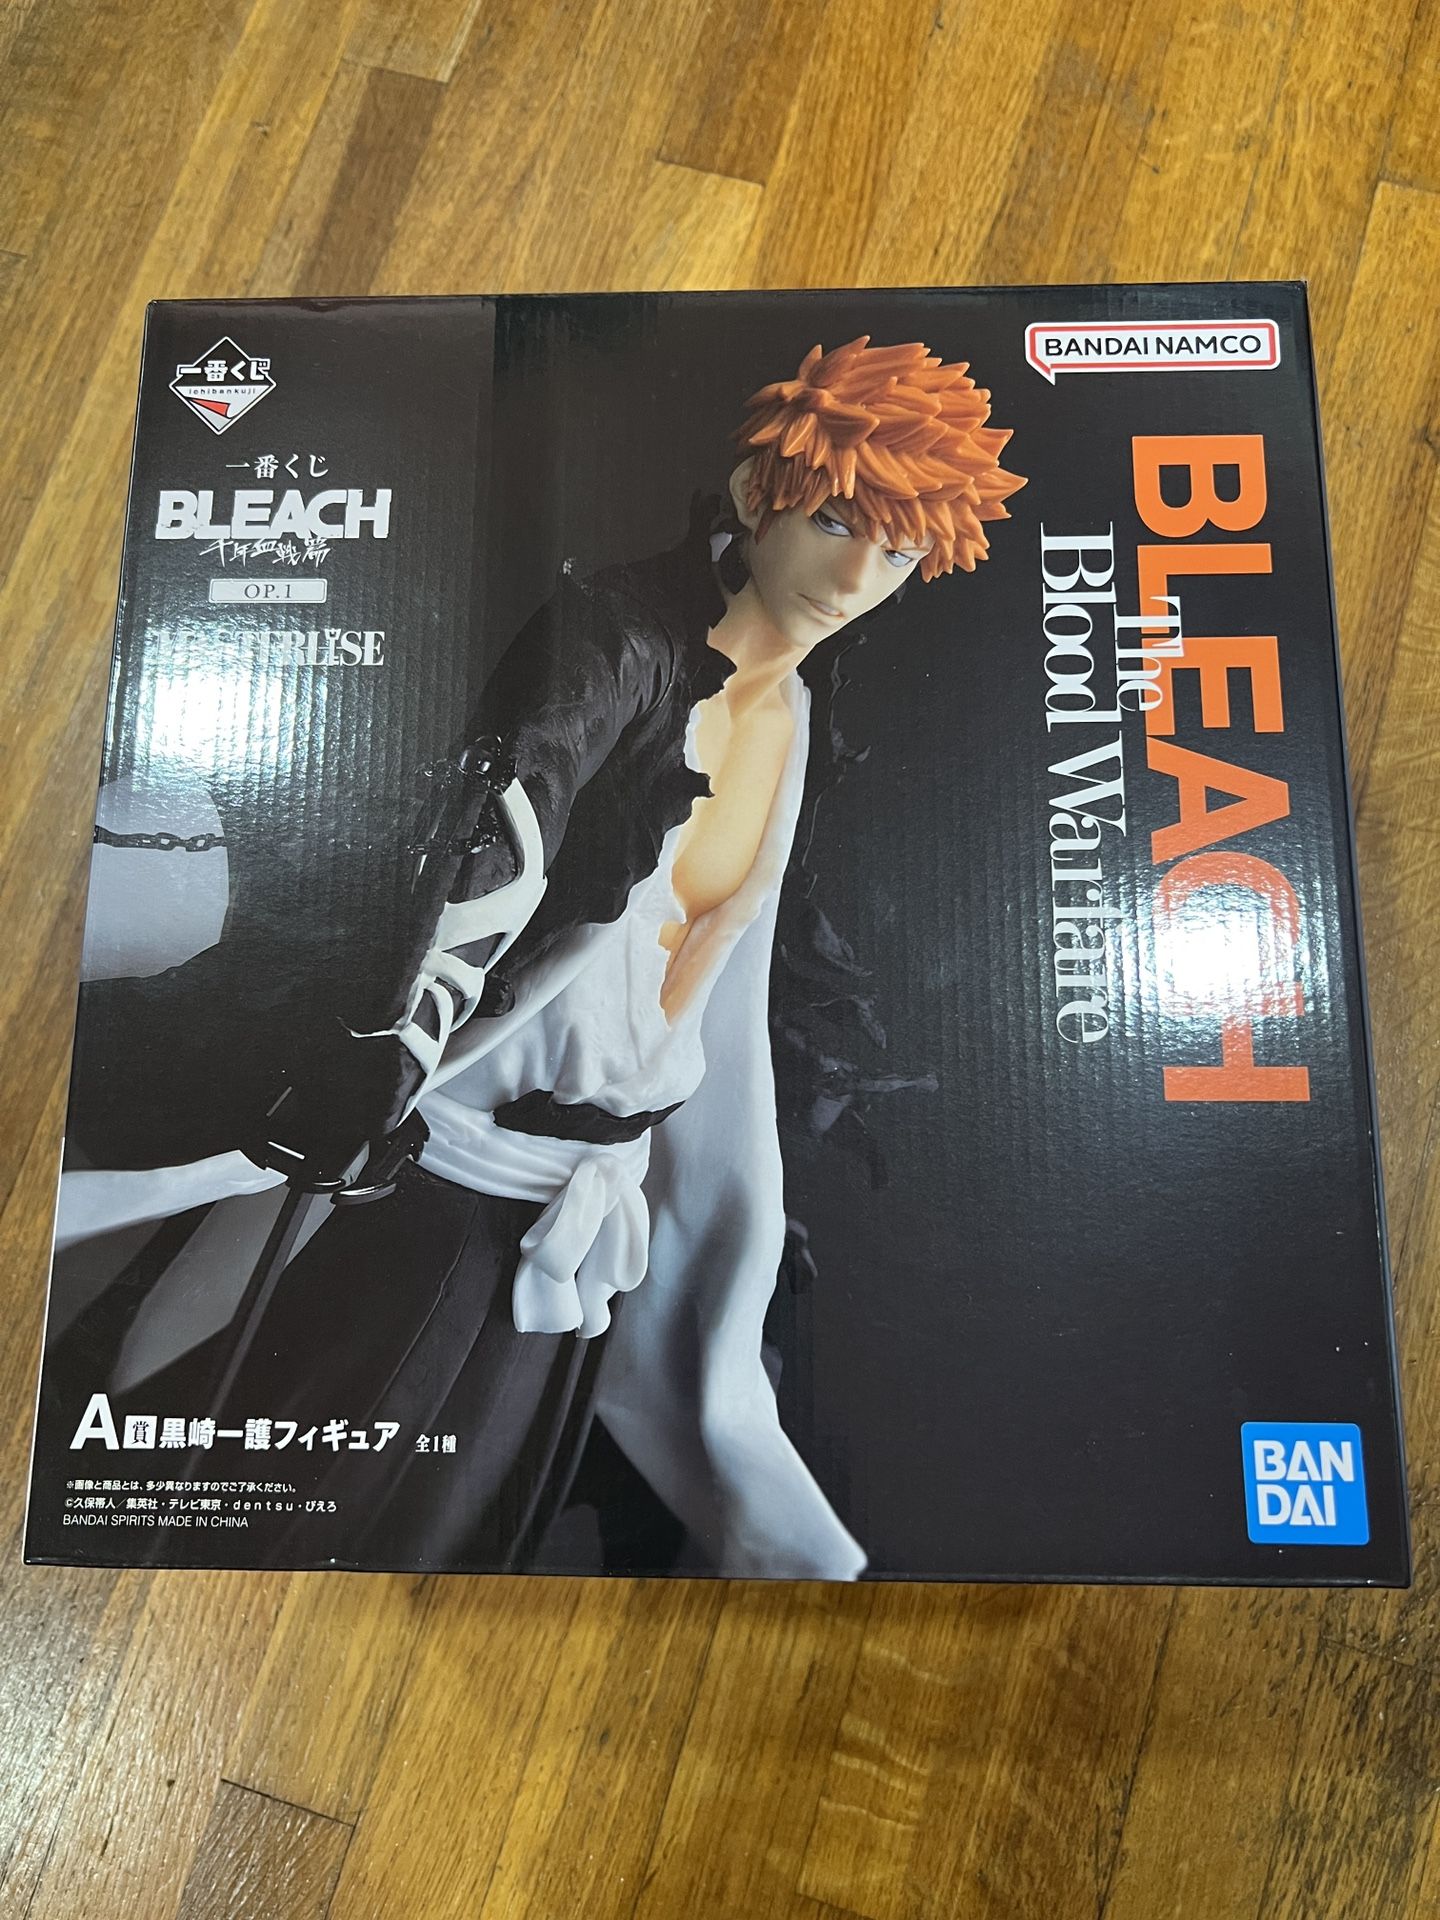 一番くじ
ichibankuji
BANDAI NAMCO
一番くじ
BLEACH
千年血戦篇
OP.1
MASTERLISE
BLEACH
The
Blood Warfare
A賞 黒崎一護フィギュア 全1種
※画像と商品とは、多少異なりますのでご了承ください。
©久保帯人／集英社・テレビ東京・dentsu・ぴえろ
BANDAI SPIRITS MADE IN CHINA
BAN
DAI